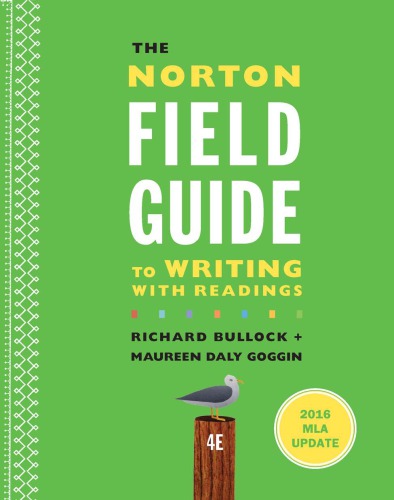 THE
NORTON
FIELD
GUIDE
TO WRITING
WITH READINGS
RICHARD BULLOCK +
MAUREEN DALY GOGGIN
4E
2016
MLA
UPDATE